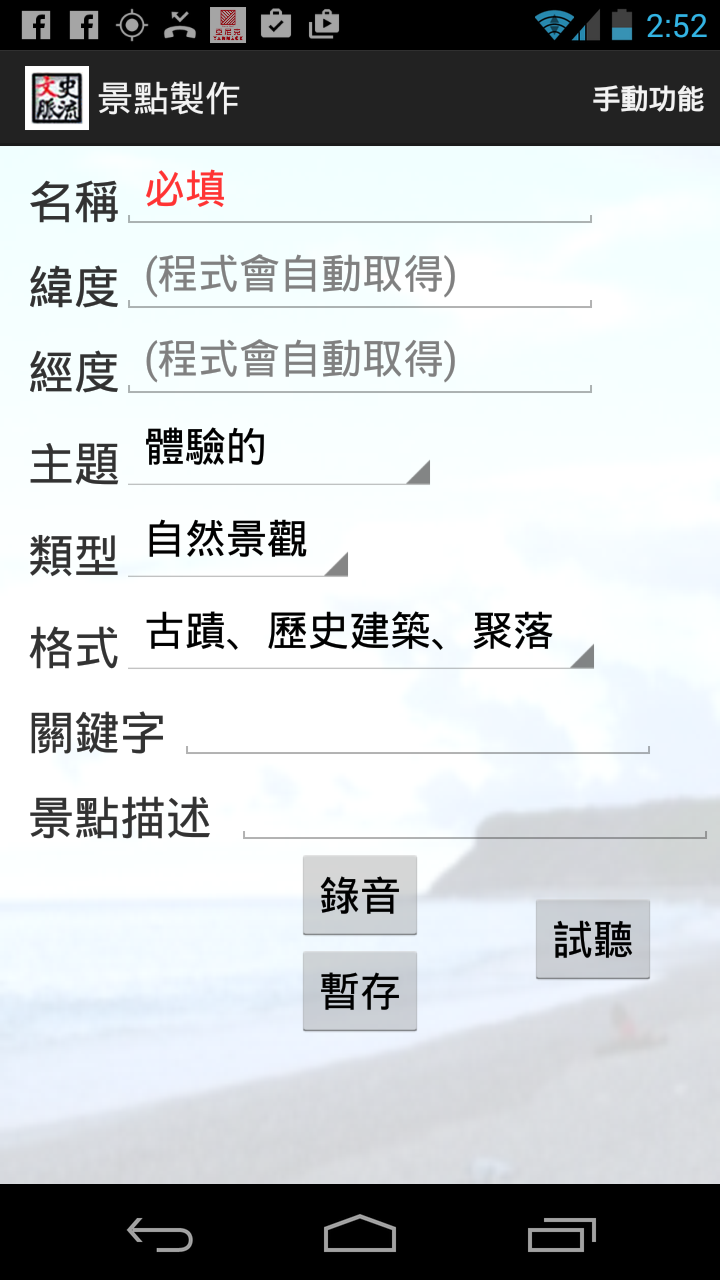 2:52
文史
脈流
景點製作
手動功能
名稱 必填
緯度 (程式會自動取得)
經度 (程式會自動取得)
主題 體驗的
類型 自然景觀
格式 古蹟、歷史建築、聚落
關鍵字
景點描述
錄音
試聽
暫存